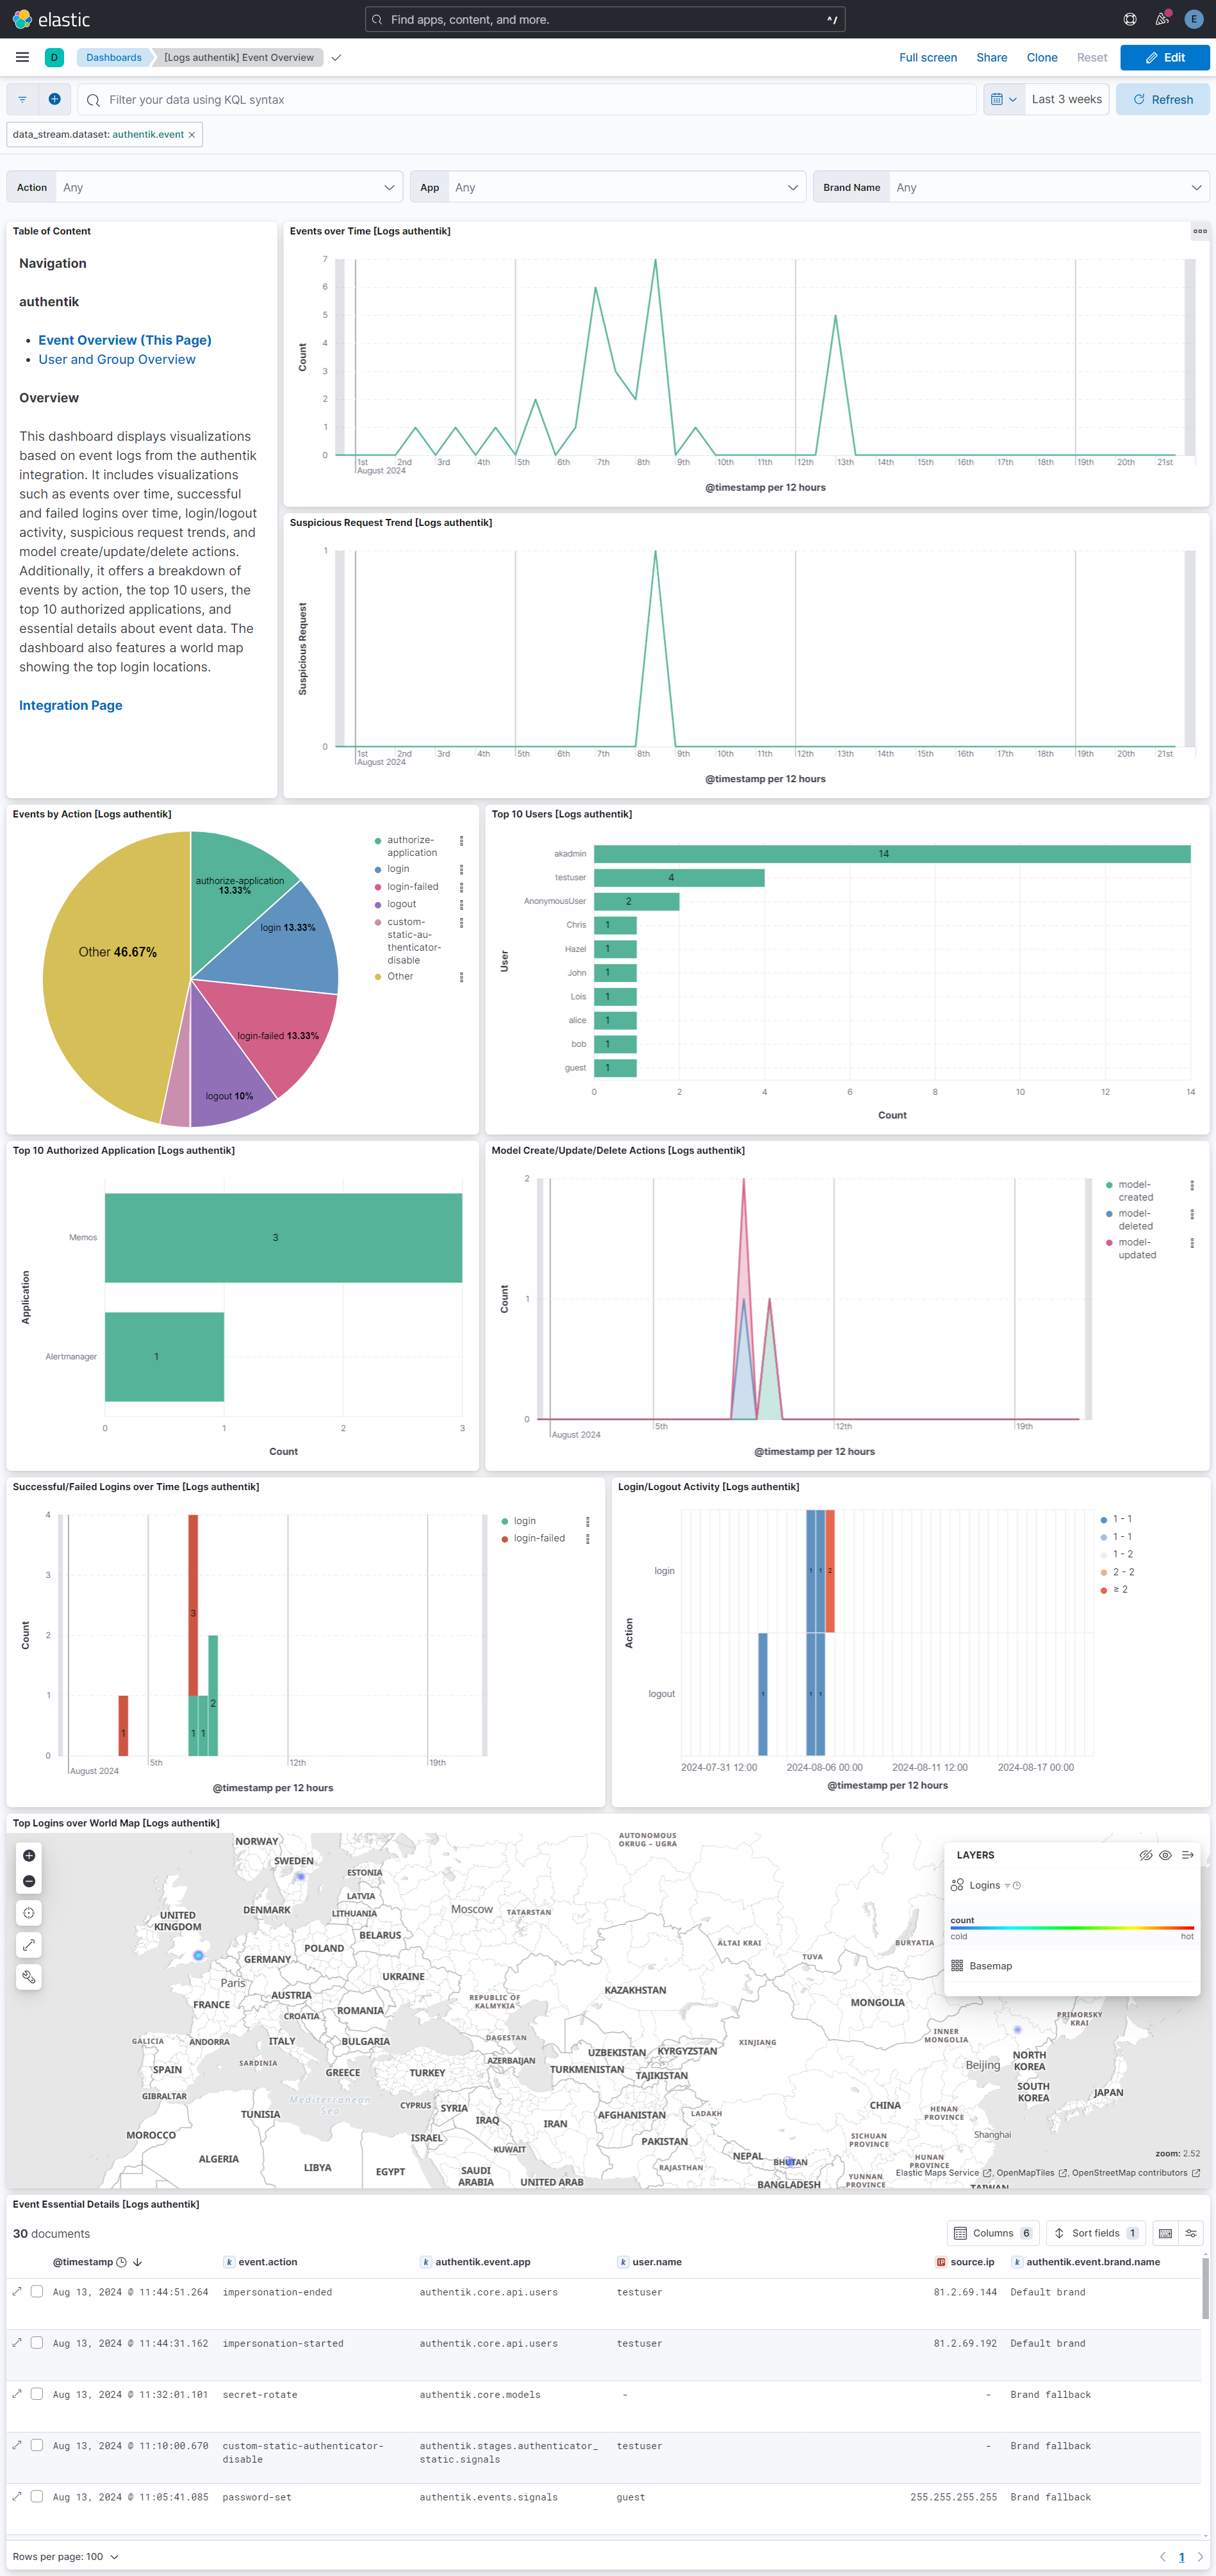 elastic
Find apps, content, and more.
^/
E
D
Dashboards
[Logs authentik] Event Overview
Full screen
Share
Clone
Reset
Edit
Filter your data using KQL syntax
Last 3 weeks
Refresh
data_stream.dataset: authentik.event ×
Action
Any
App
Any
Brand Name
Any
Table of Content
Navigation
authentik
• Event Overview (This Page)
• User and Group Overview
Overview
This dashboard displays visualizations
based on event logs from the authentik
integration. It includes visualizations
such as events over time, successful
and failed logins over time, login/logout
activity, suspicious request trends, and
model create/update/delete actions.
Additionally, it offers a breakdown of
events by action, the top 10 users, the
top 10 authorized applications, and
essential details about event data. The
dashboard also features a world map
showing the top login locations.
Integration Page
Events over Time [Logs authentik]
7
6
5
4
3
2
1
0
Count
1st 2nd 3rd 4th 5th 6th 7th 8th 9th 10th 11th 12th 13th 14th 15th 16th 17th 18th 19th 20th 21st
August 2024
@timestamp per 12 hours
Suspicious Request Trend [Logs authentik]
1
0
Suspicious Request
1st 2nd 3rd 4th 5th 6th 7th 8th 9th 10th 11th 12th 13th 14th 15th 16th 17th 18th 19th 20th 21st
August 2024
@timestamp per 12 hours
Events by Action [Logs authentik]
authorize-application
13.33%
login 13.33%
login-failed 13.33%
logout 10%
Other 46.67%
authorize-
application
login
login-failed
logout
custom-
static-au-
thenticator-
disable
Other
Top 10 Users [Logs authentik]
User
akadmin 14
testuser 4
AnonymousUser 2
Chris 1
Hazel 1
John 1
Lois 1
alice 1
bob 1
guest 1
0 2 4 6 8 10 12 14
Count
Top 10 Authorized Application [Logs authentik]
Application
Memos 3
Alertmanager 1
0 1 2 3
Count
Model Create/Update/Delete Actions [Logs authentik]
2
1
0
Count
5th 12th 19th
August 2024
@timestamp per 12 hours
model-
created
model-
deleted
model-
updated
Successful/Failed Logins over Time [Logs authentik]
4
3
2
1
0
Count
1
3
1
1
2
5th 12th 19th
August 2024
@timestamp per 12 hours
login
login-failed
Login/Logout Activity [Logs authentik]
Action
login
1 1 2
logout
1 1 1
2024-07-31 12:00 2024-08-06 00:00 2024-08-11 12:00 2024-08-17 00:00
@timestamp per 12 hours
1 - 1
1 - 1
1 - 2
2 - 2
≥ 2
Top Logins over World Map [Logs authentik]
NORWAY
AUTONOMOUS
OKRUG - UGRA
SWEDEN
ESTONIA
LATVIA
DENMARK
LITHUANIA
Moscow
TATARSTAN
UNITED
KINGDOM
BELARUS
POLAND
GERMANY
ALTAI KRAI
TUVA
BURYATIA
Paris
UKRAINE
AUSTRIA
FRANCE
CROATIA
ROMANIA
REPUBLIC OF
KALMYKIA
KAZAKHSTAN
MONGOLIA
PRIMORSKY
KRAI
GALICIA
ANDORRA
ITALY
BULGARIA
DAGESTAN
XINJIANG
INNER
MONGOLIA
SPAIN
SARDINIA
GREECE
TURKEY
AZERBAIJAN
UZBEKISTAN
KYRGYZSTAN
TURKMENISTAN
TAJIKISTAN
Beijing
NORTH
KOREA
SOUTH
KOREA
JAPAN
GIBRALTAR
Mediterranean
Sea
TUNISIA
CYPRUS
SYRIA
IRAQ
IRAN
AFGHANISTAN
LADAKH
CHINA
HENAN
PROVINCE
MOROCCO
ISRAEL
KUWAIT
PAKISTAN
SICHUAN
PROVINCE
Shanghai
ALGERIA
LIBYA
EGYPT
SAUDI
ARABIA
UNITED ARAB
RAJASTHAN
NEPAL
BHUTAN
BANGLADESH
YUNNAN
PROVINCE
HUNAN
PROVINCE
TAIWAN
LAYERS
Logins
count
cold
hot
Basemap
zoom: 2.52
Elastic Maps Service , OpenMapTiles , OpenStreetMap contributors
Event Essential Details [Logs authentik]
30 documents
Columns 6
Sort fields 1
@timestamp k event.action k authentik.event.app k user.name IP source.ip k authentik.event.brand.name
Aug 13, 2024 @ 11:44:51.264 impersonation-ended authentik.core.api.users testuser 81.2.69.144 Default brand
Aug 13, 2024 @ 11:44:31.162 impersonation-started authentik.core.api.users testuser 81.2.69.192 Default brand
Aug 13, 2024 @ 11:32:01.101 secret-rotate authentik.core.models - - Brand fallback
Aug 13, 2024 @ 11:10:00.670 custom-static-authenticator- authentik.stages.authenticator_ testuser - Brand fallback
disable static.signals
Aug 13, 2024 @ 11:05:41.085 password-set authentik.events.signals guest 255.255.255.255 Brand fallback
Rows per page: 100
1